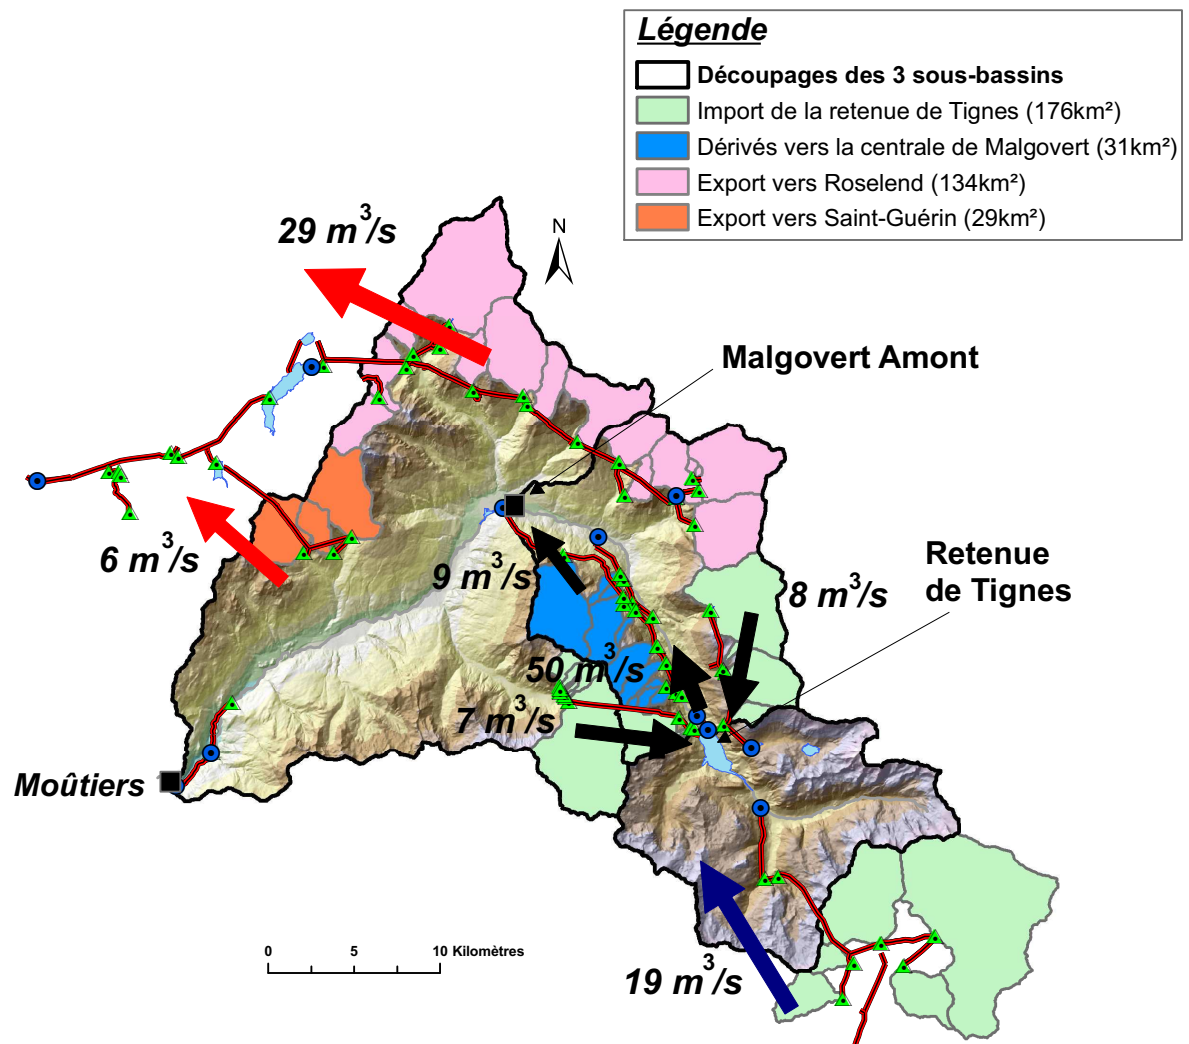 Légende
Découpages des 3 sous-bassins
Import de la retenue de Tignes (176km²)
Dérivés vers la centrale de Malgovert (31km²)
Export vers Roselend (134km²)
Export vers Saint-Guérin (29km²)
29 m³/s
N
Malgovert Amont
6 m³/s
9 m³/s
Retenue
de Tignes
8 m³/s
50 m³/s
7 m³/s
Moûtiers
0 5 10 Kilomètres
19 m³/s